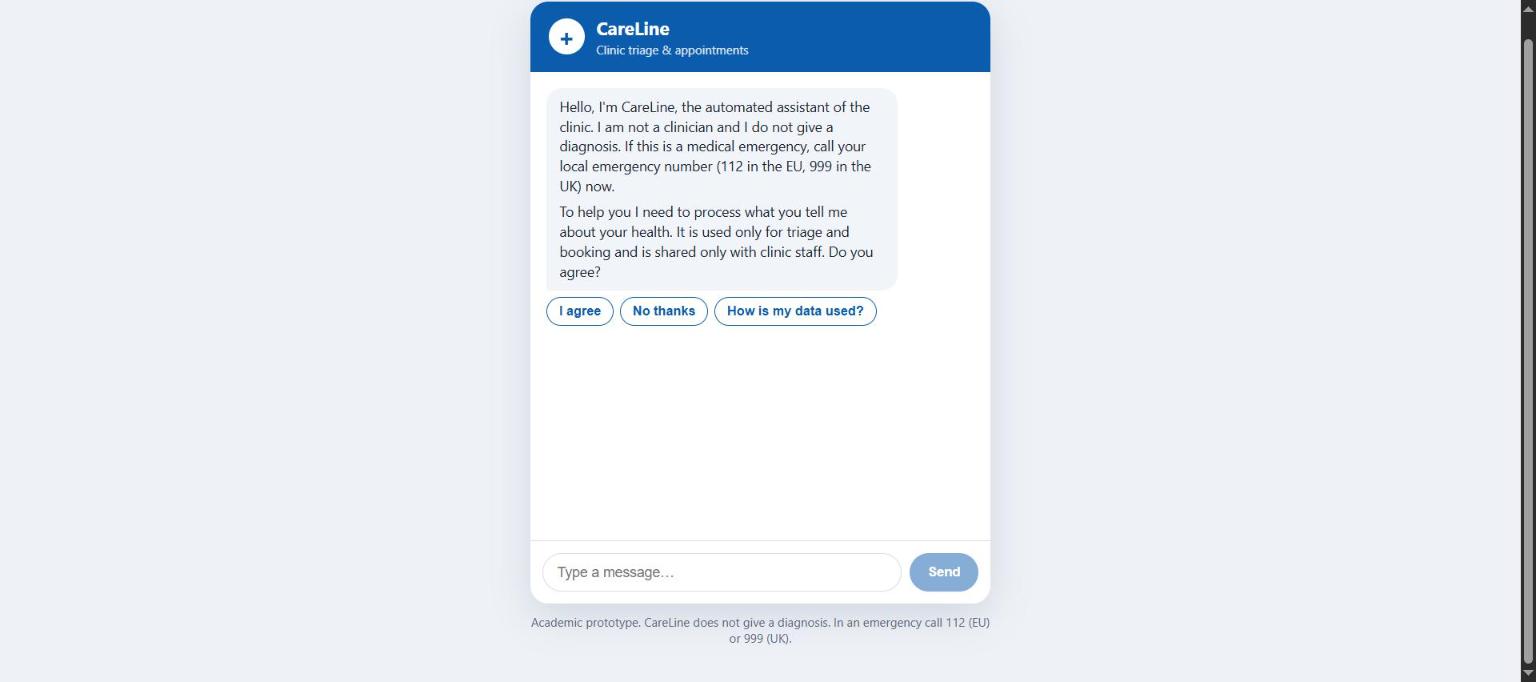 +
CareLine
Clinic triage & appointments
Hello, I'm CareLine, the automated assistant of the
clinic. I am not a clinician and I do not give a
diagnosis. If this is a medical emergency, call your
local emergency number (112 in the EU, 999 in the
UK) now.
To help you I need to process what you tell me
about your health. It is used only for triage and
booking and is shared only with clinic staff. Do you
agree?
I agree No thanks How is my data used?
Type a message… Send
Academic prototype. CareLine does not give a diagnosis. In an emergency call 112 (EU)
or 999 (UK).